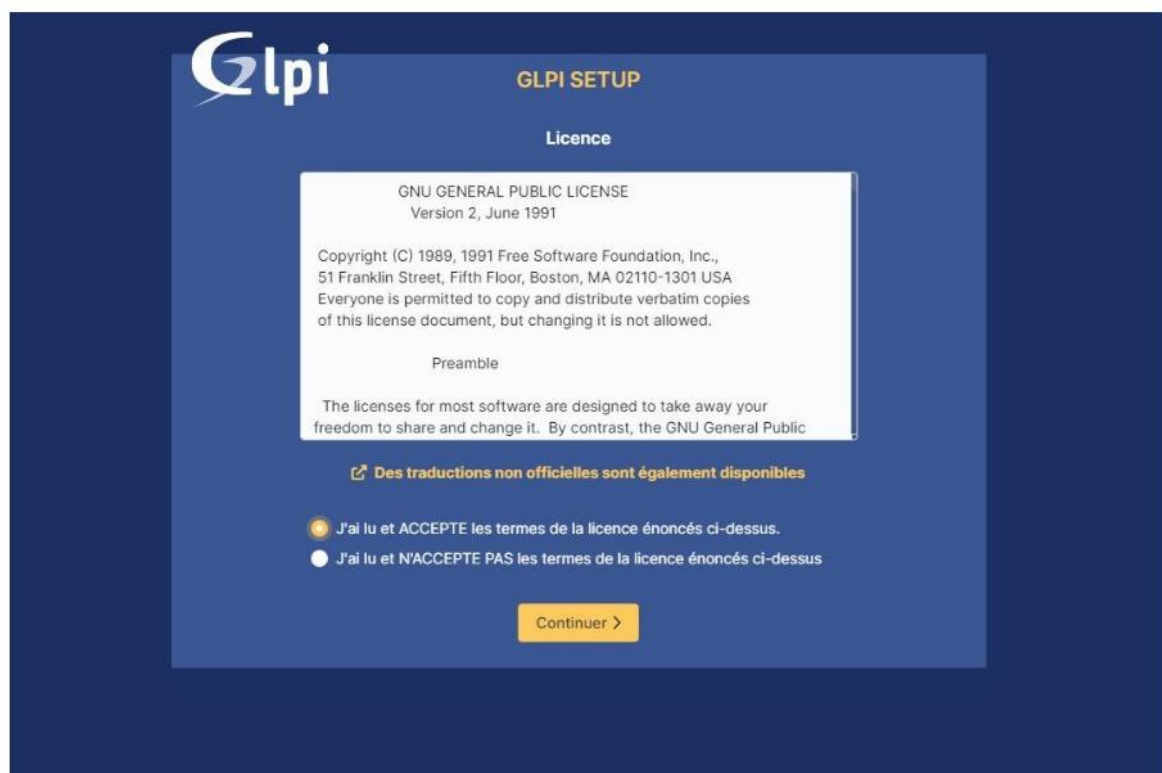 Glpi
GLPI SETUP
Licence
GNU GENERAL PUBLIC LICENSE
Version 2, June 1991
Copyright (C) 1989, 1991 Free Software Foundation, Inc.,
51 Franklin Street, Fifth Floor, Boston, MA 02110-1301 USA
Everyone is permitted to copy and distribute verbatim copies
of this license document, but changing it is not allowed.
Preamble
The licenses for most software are designed to take away your
freedom to share and change it. By contrast, the GNU General Public
Des traductions non officielles sont également disponibles
J'ai lu et ACCEPTE les termes de la licence énoncés ci-dessus.
J'ai lu et N'ACCEPTE PAS les termes de la licence énoncés ci-dessus
Continuer